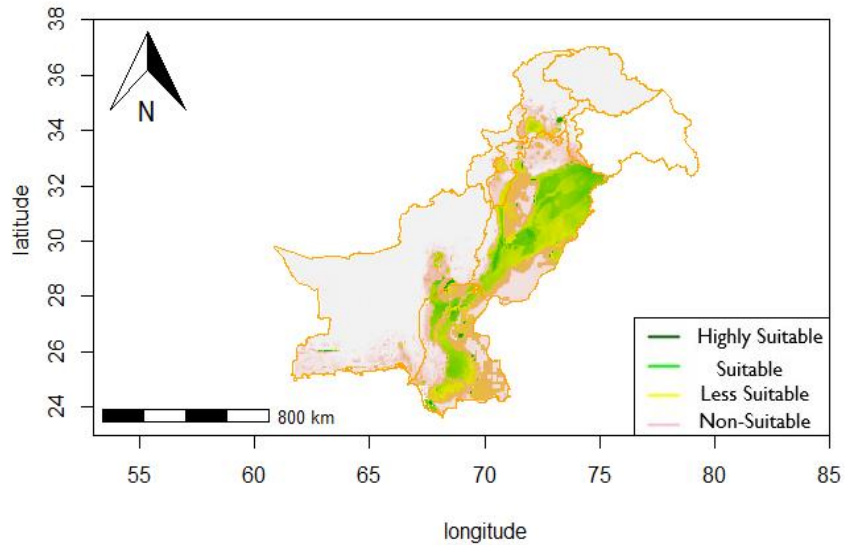 38
36
34
32
30
28
26
24
latitude
N
Highly Suitable
Suitable
Less Suitable
Non-Suitable
800 km
55 60 65 70 75 80 85
longitude